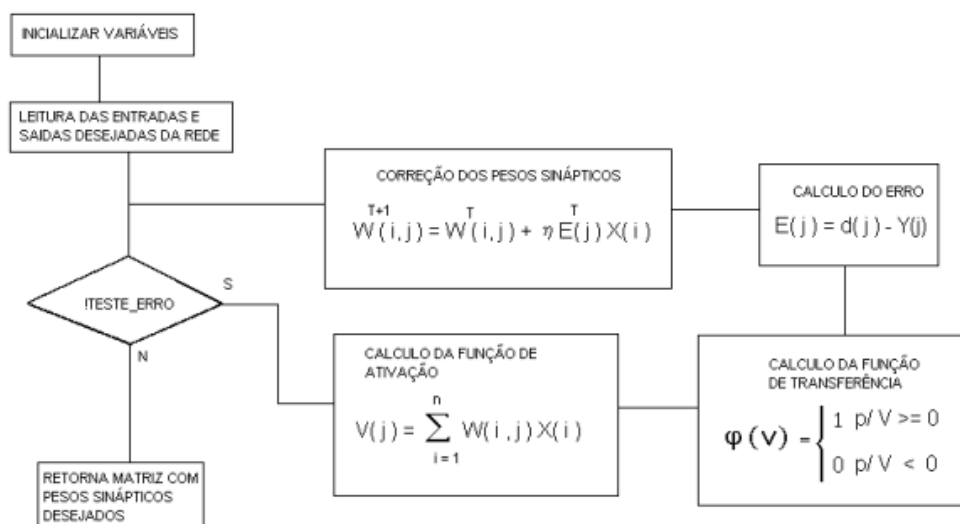 INICIALIZAR VARIÁVEIS
LEITURA DAS ENTRADAS E
SAIDAS DESEJADAS DA REDE
CORREÇÃO DOS PESOS SINÁPTICOS
T+1 T T
W(i,j) = W(i,j) + η E(j) X(i)
CALCULO DO ERRO
E(j) = d(j) - Y(j)
!TESTE_ERRO
S
N
CALCULO DA FUNÇÃO DE
ATIVAÇÃO
n
V(j) = ∑ W(i,j)X(i)
i = 1
CALCULO DA FUNÇÃO
DE TRANSFERÊNCIA
φ(v) = { 1 p/ V >= 0
0 p/ V < 0
RETORNA MATRIZ COM
PESOS SINÁPTICOS
DESEJADOS